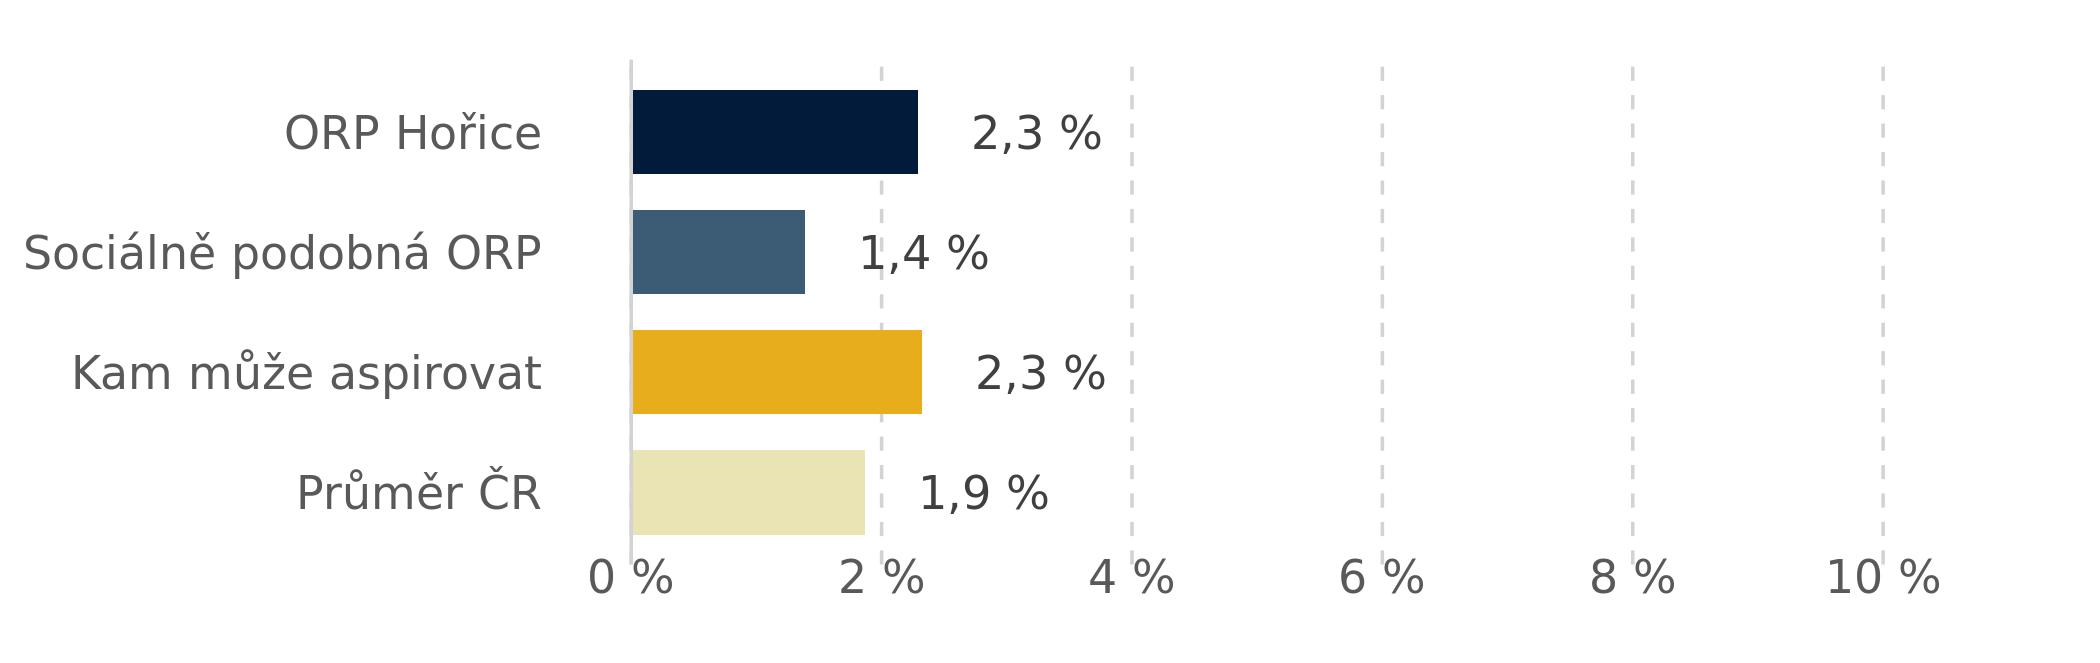 ORP Hořice 2,3 %
Sociálně podobná ORP 1,4 %
Kam může aspirovat 2,3 %
Průměr ČR 1,9 %
0 % 2 % 4 % 6 % 8 % 10 %